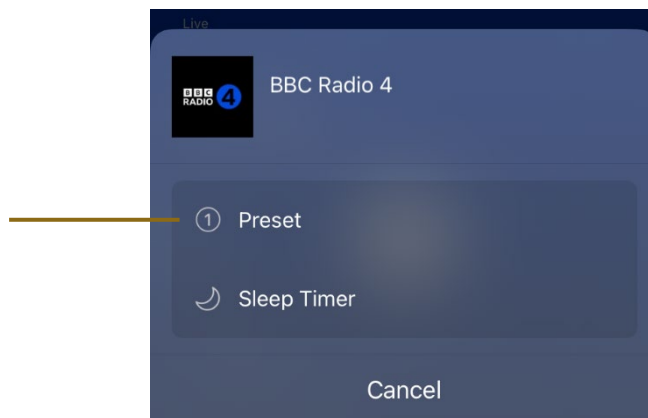 Live
BBC
RADIO 4
BBC Radio 4
1 Preset
Sleep Timer
Cancel